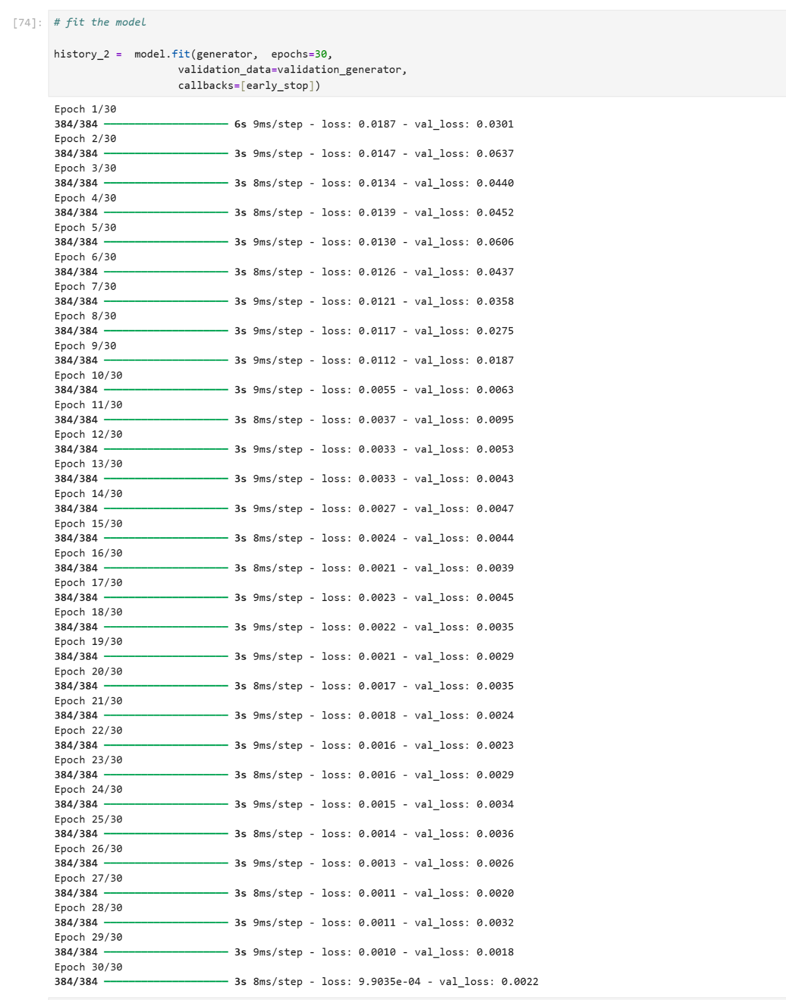 [74]: # fit the model
history_2 =  model.fit(generator,  epochs=30,
validation_data=validation_generator,
callbacks=[early_stop])
Epoch 1/30
384/384 6s 9ms/step - loss: 0.0187 - val_loss: 0.0301
Epoch 2/30
384/384 3s 9ms/step - loss: 0.0147 - val_loss: 0.0637
Epoch 3/30
384/384 3s 8ms/step - loss: 0.0134 - val_loss: 0.0440
Epoch 4/30
384/384 3s 8ms/step - loss: 0.0139 - val_loss: 0.0452
Epoch 5/30
384/384 3s 9ms/step - loss: 0.0130 - val_loss: 0.0606
Epoch 6/30
384/384 3s 8ms/step - loss: 0.0126 - val_loss: 0.0437
Epoch 7/30
384/384 3s 9ms/step - loss: 0.0121 - val_loss: 0.0358
Epoch 8/30
384/384 3s 9ms/step - loss: 0.0117 - val_loss: 0.0275
Epoch 9/30
384/384 3s 9ms/step - loss: 0.0112 - val_loss: 0.0187
Epoch 10/30
384/384 3s 9ms/step - loss: 0.0055 - val_loss: 0.0063
Epoch 11/30
384/384 3s 8ms/step - loss: 0.0037 - val_loss: 0.0095
Epoch 12/30
384/384 3s 9ms/step - loss: 0.0033 - val_loss: 0.0053
Epoch 13/30
384/384 3s 9ms/step - loss: 0.0033 - val_loss: 0.0043
Epoch 14/30
384/384 3s 9ms/step - loss: 0.0027 - val_loss: 0.0047
Epoch 15/30
384/384 3s 8ms/step - loss: 0.0024 - val_loss: 0.0044
Epoch 16/30
384/384 3s 8ms/step - loss: 0.0021 - val_loss: 0.0039
Epoch 17/30
384/384 3s 9ms/step - loss: 0.0023 - val_loss: 0.0045
Epoch 18/30
384/384 3s 9ms/step - loss: 0.0022 - val_loss: 0.0035
Epoch 19/30
384/384 3s 9ms/step - loss: 0.0021 - val_loss: 0.0029
Epoch 20/30
384/384 3s 8ms/step - loss: 0.0017 - val_loss: 0.0035
Epoch 21/30
384/384 3s 9ms/step - loss: 0.0018 - val_loss: 0.0024
Epoch 22/30
384/384 3s 9ms/step - loss: 0.0016 - val_loss: 0.0023
Epoch 23/30
384/384 3s 8ms/step - loss: 0.0016 - val_loss: 0.0029
Epoch 24/30
384/384 3s 9ms/step - loss: 0.0015 - val_loss: 0.0034
Epoch 25/30
384/384 3s 8ms/step - loss: 0.0014 - val_loss: 0.0036
Epoch 26/30
384/384 3s 9ms/step - loss: 0.0013 - val_loss: 0.0026
Epoch 27/30
384/384 3s 8ms/step - loss: 0.0011 - val_loss: 0.0020
Epoch 28/30
384/384 3s 9ms/step - loss: 0.0011 - val_loss: 0.0032
Epoch 29/30
384/384 3s 9ms/step - loss: 0.0010 - val_loss: 0.0018
Epoch 30/30
384/384 3s 8ms/step - loss: 9.9035e-04 - val_loss: 0.0022